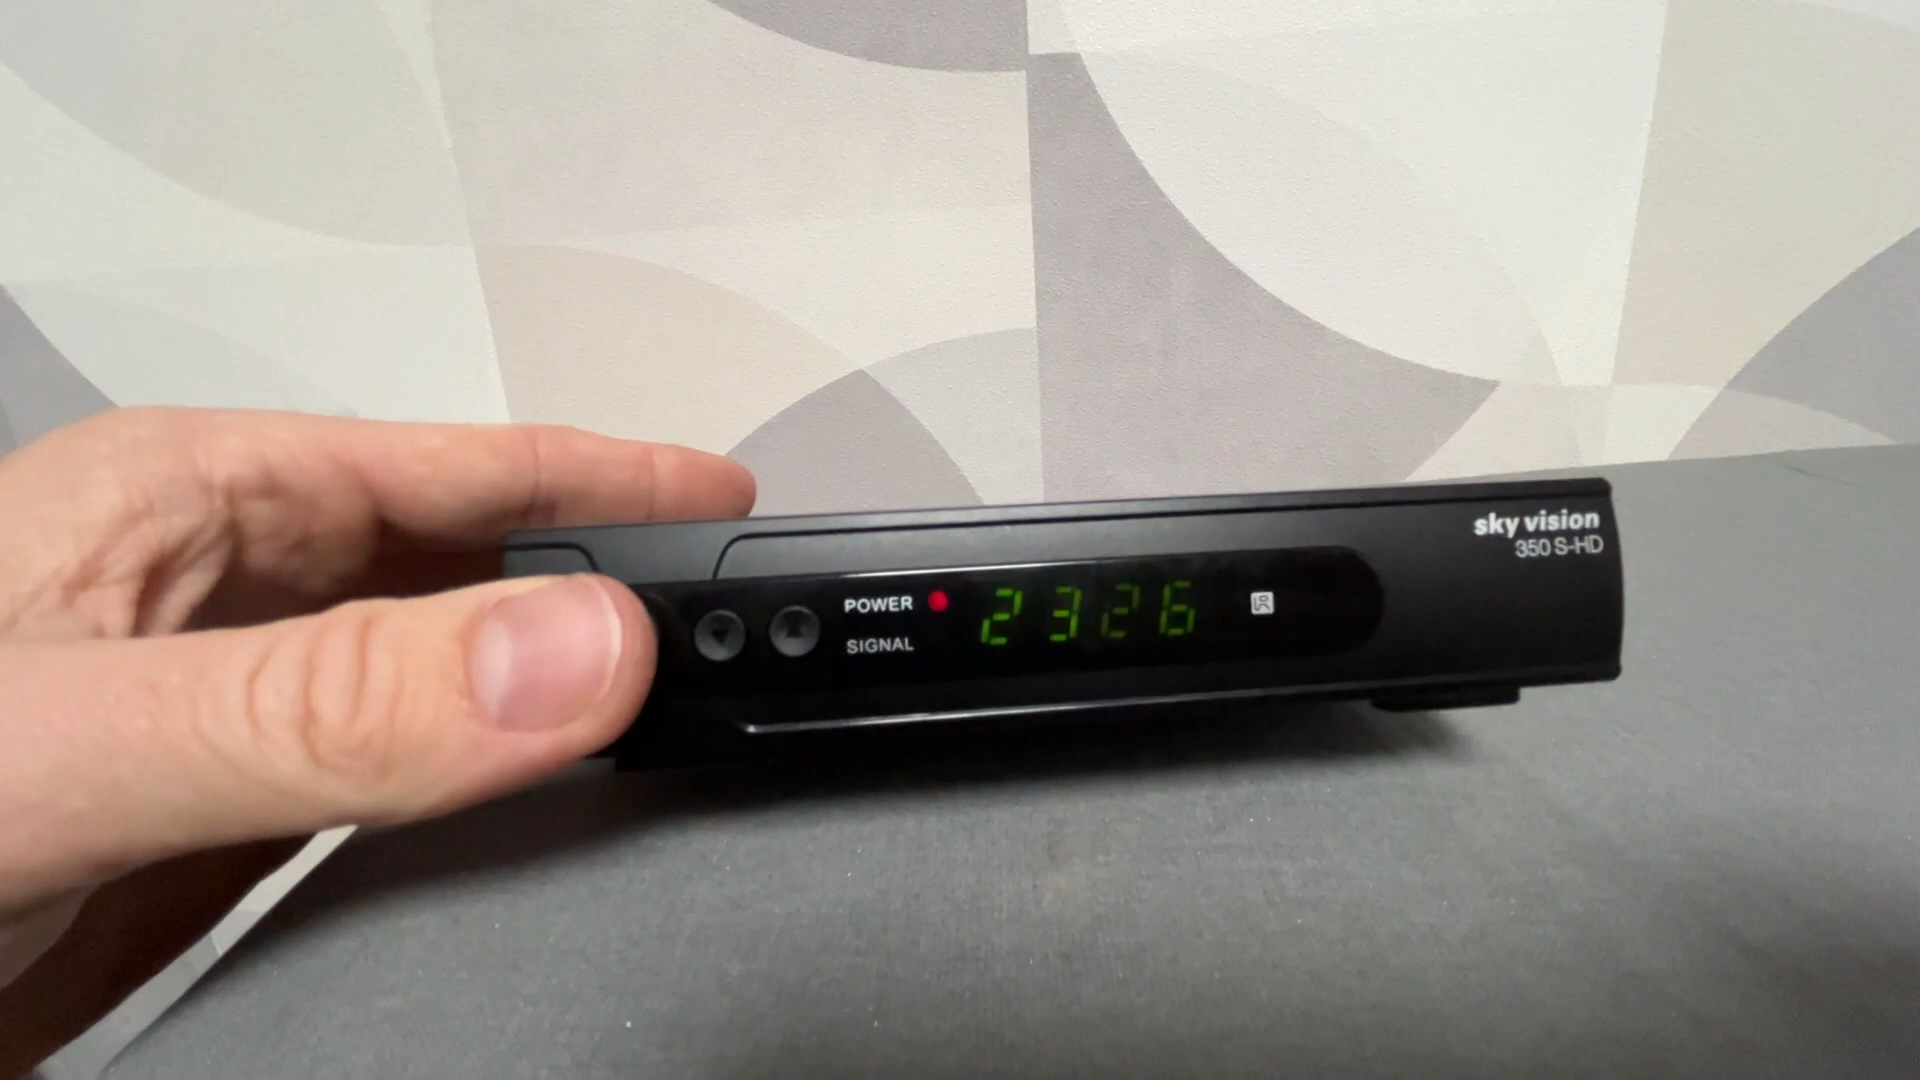 sky vision
350 S-HD
POWER
2326
SIGNAL